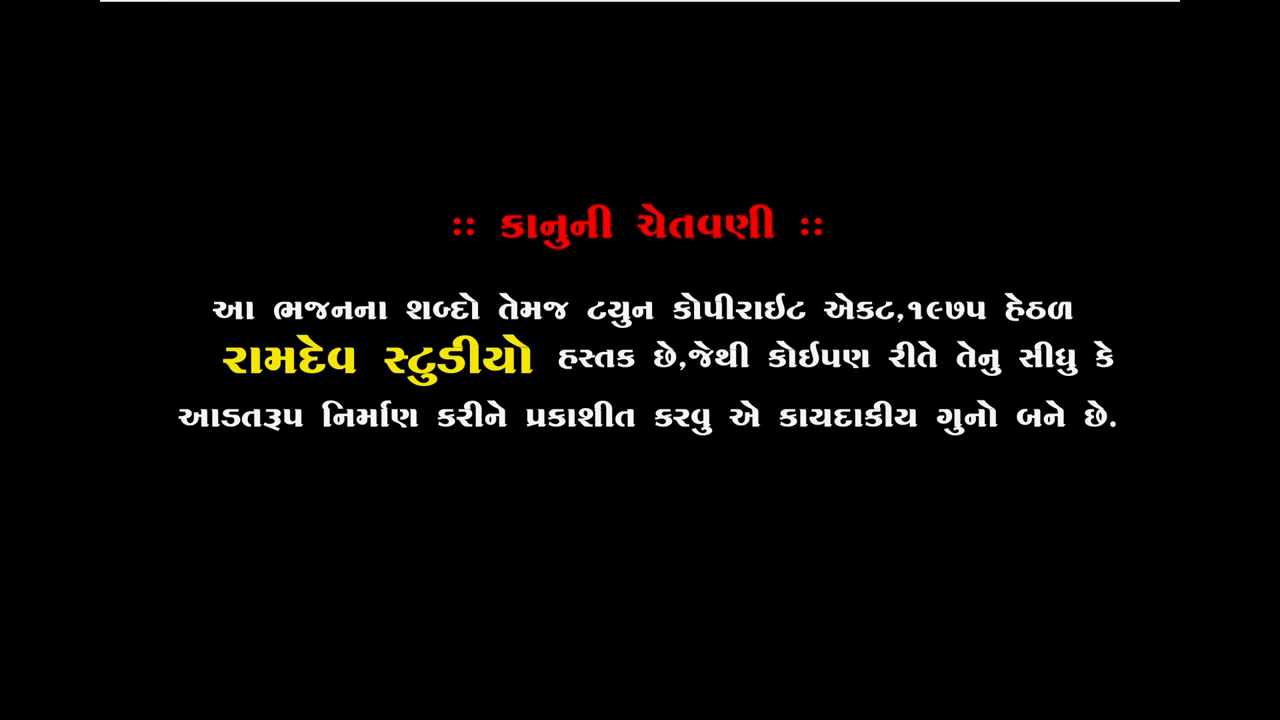 :: કાનુની ચેતવણી ::
આ ભજનના શબ્દો તેમજ ટયુન કોપીરાઈટ એકટ,૧૯૭૫ હેઠળ
રામદેવ સ્ટુડીયો હસ્તક છે,જેથી કોઈપણ રીતે તેનુ સીધુ કે
આડતરૂપ નિર્માણ કરીને પ્રકાશીત કરવુ એ કાયદાકીય ગુનો બને છે.